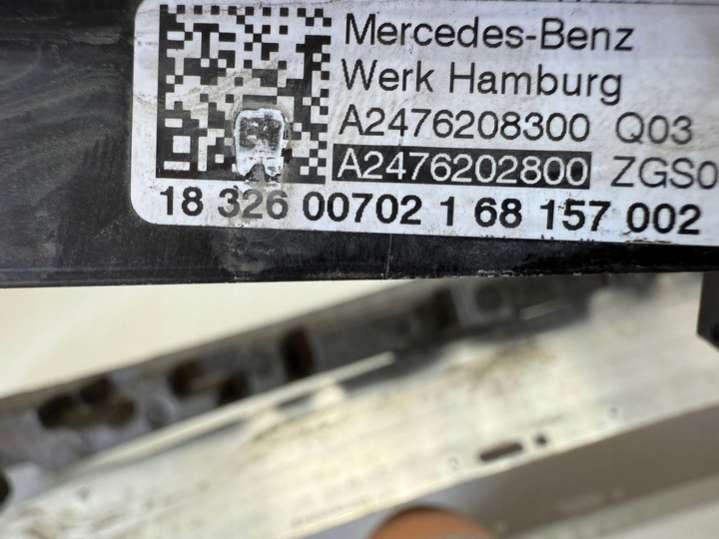 Mercedes-Benz
Werk Hamburg
A2476208300 Q03
A2476202800 ZGS0
18 326 00702 1 68 157 002